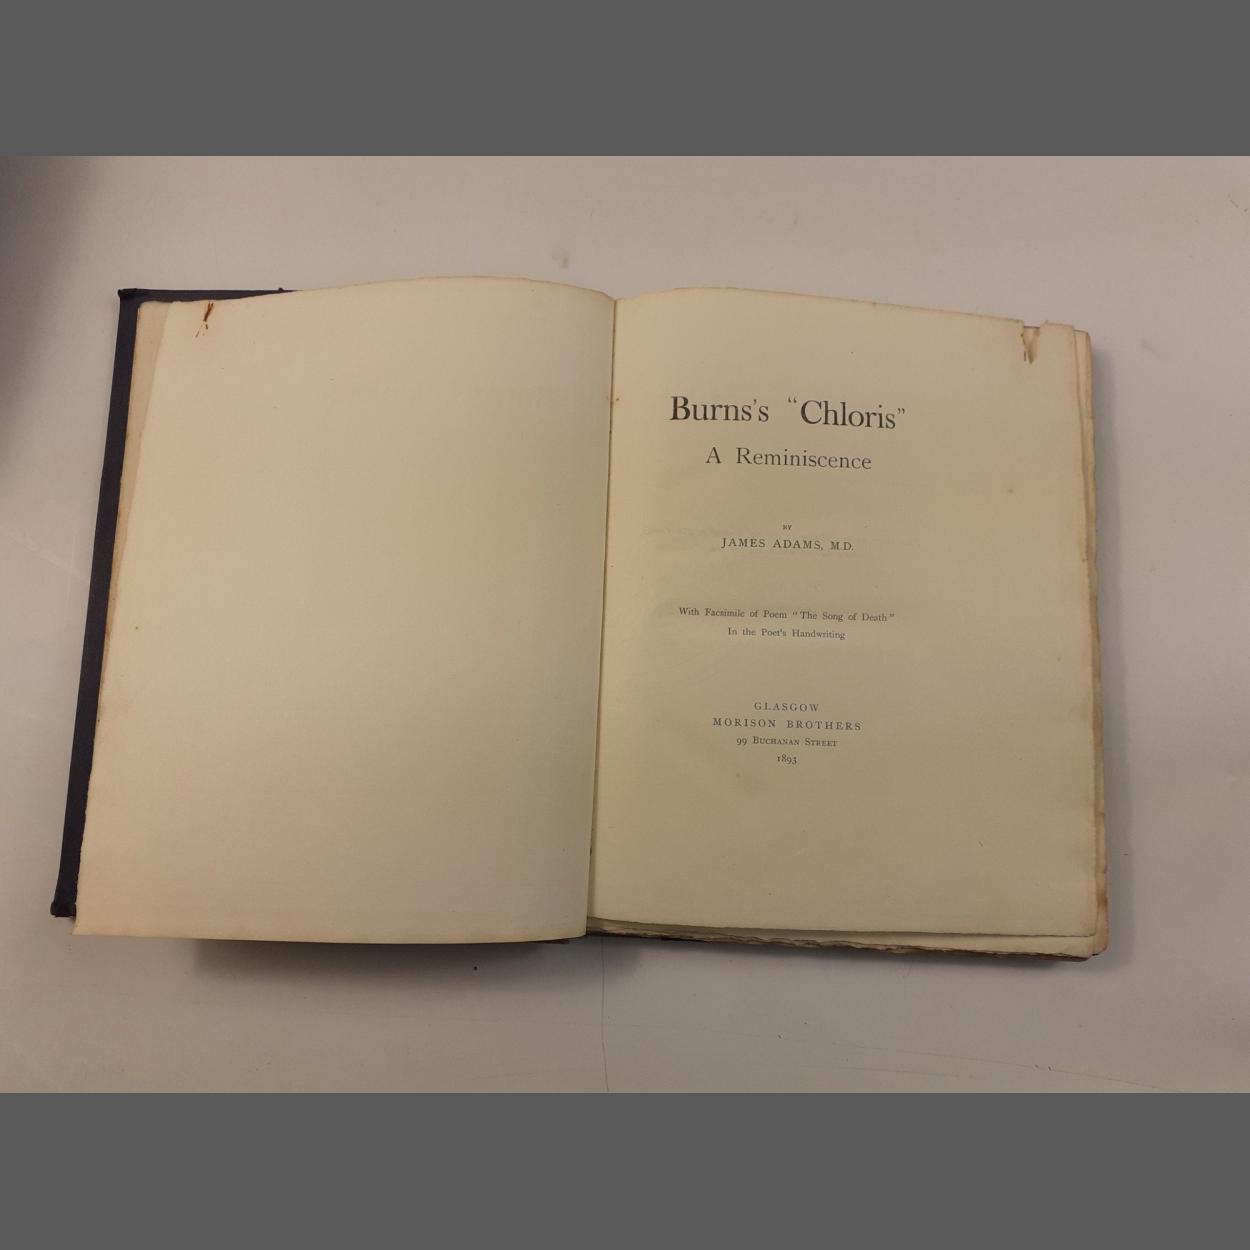 Burns's "Chloris"
A Reminiscence
BY
JAMES ADAMS, M.D.
With Facsimile of Poem "The Song of Death"
In the Poet's Handwriting
GLASGOW
MORISON BROTHERS
99 BUCHANAN STREET
1893